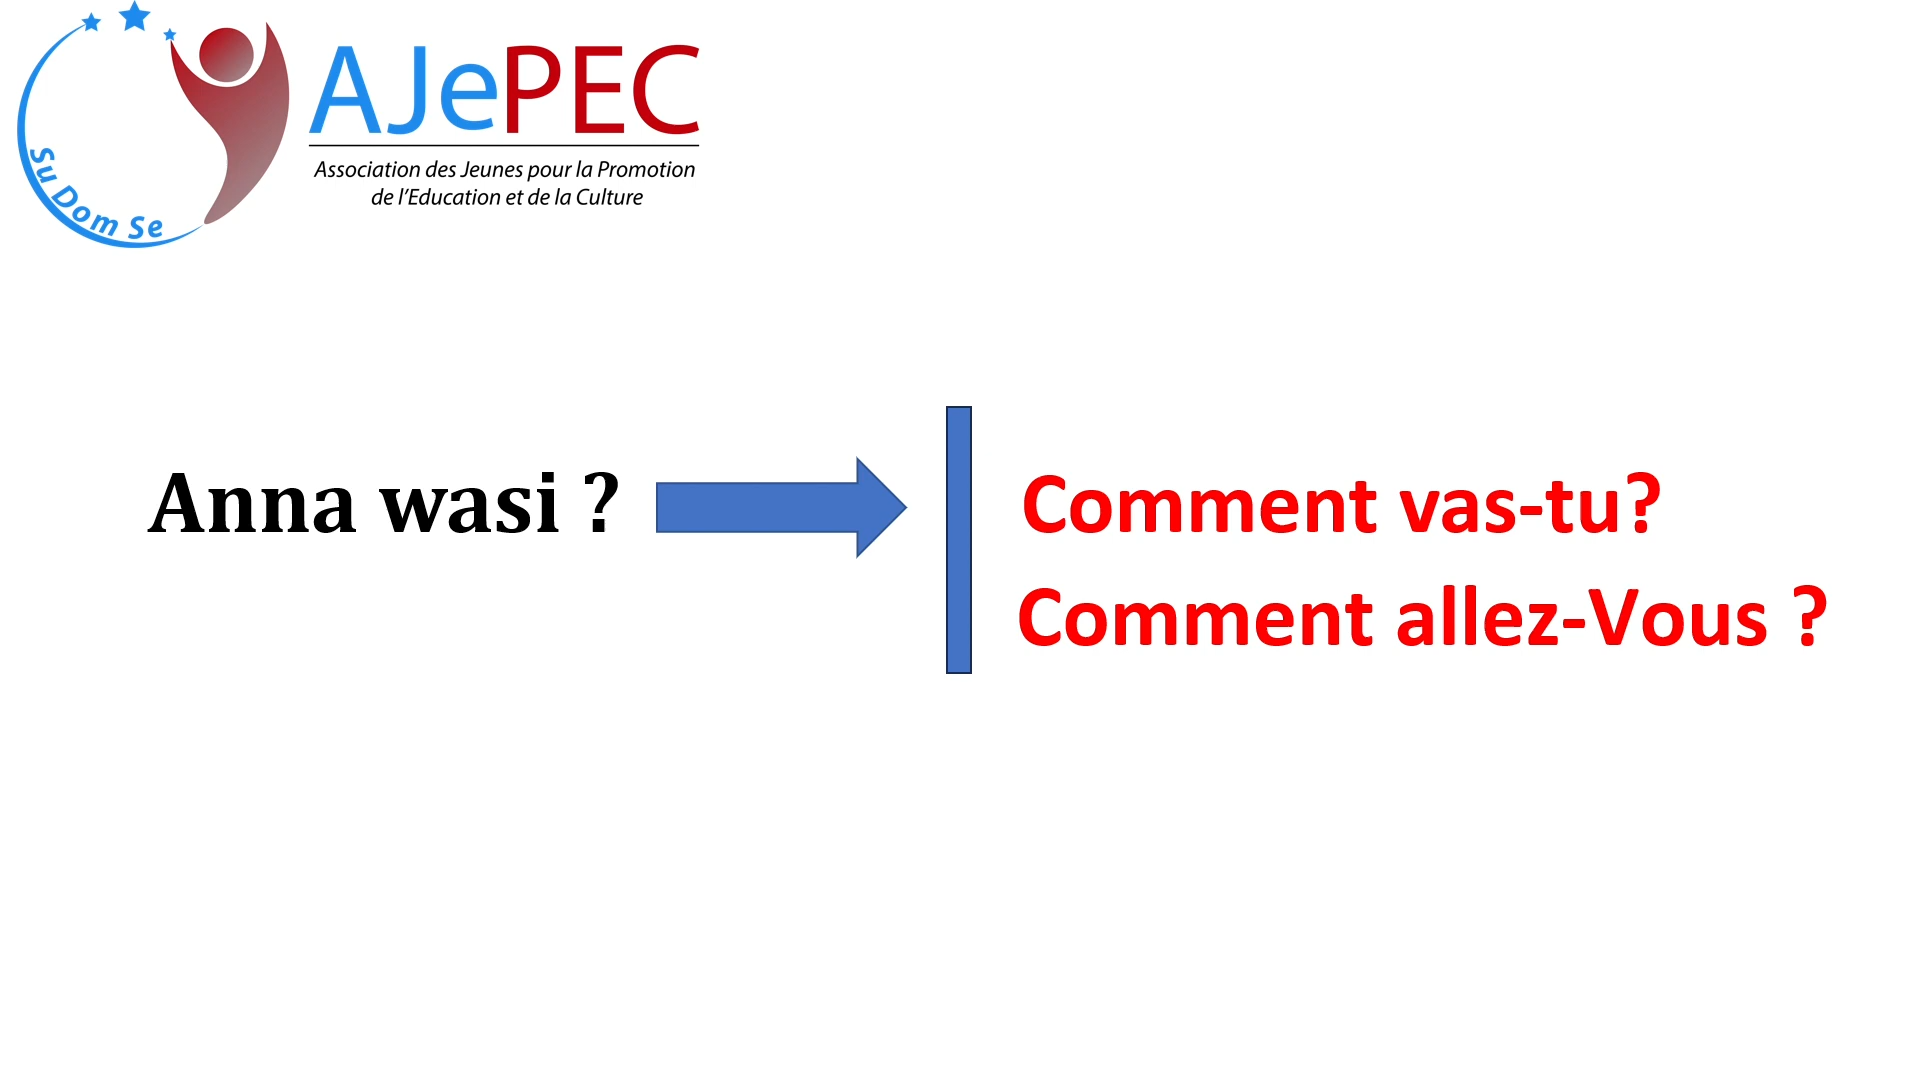 AJePEC
Association des Jeunes pour la Promotion
de l'Education et de la Culture
Su Dom Se
Anna wasi ?
Comment vas-tu?
Comment allez-Vous ?